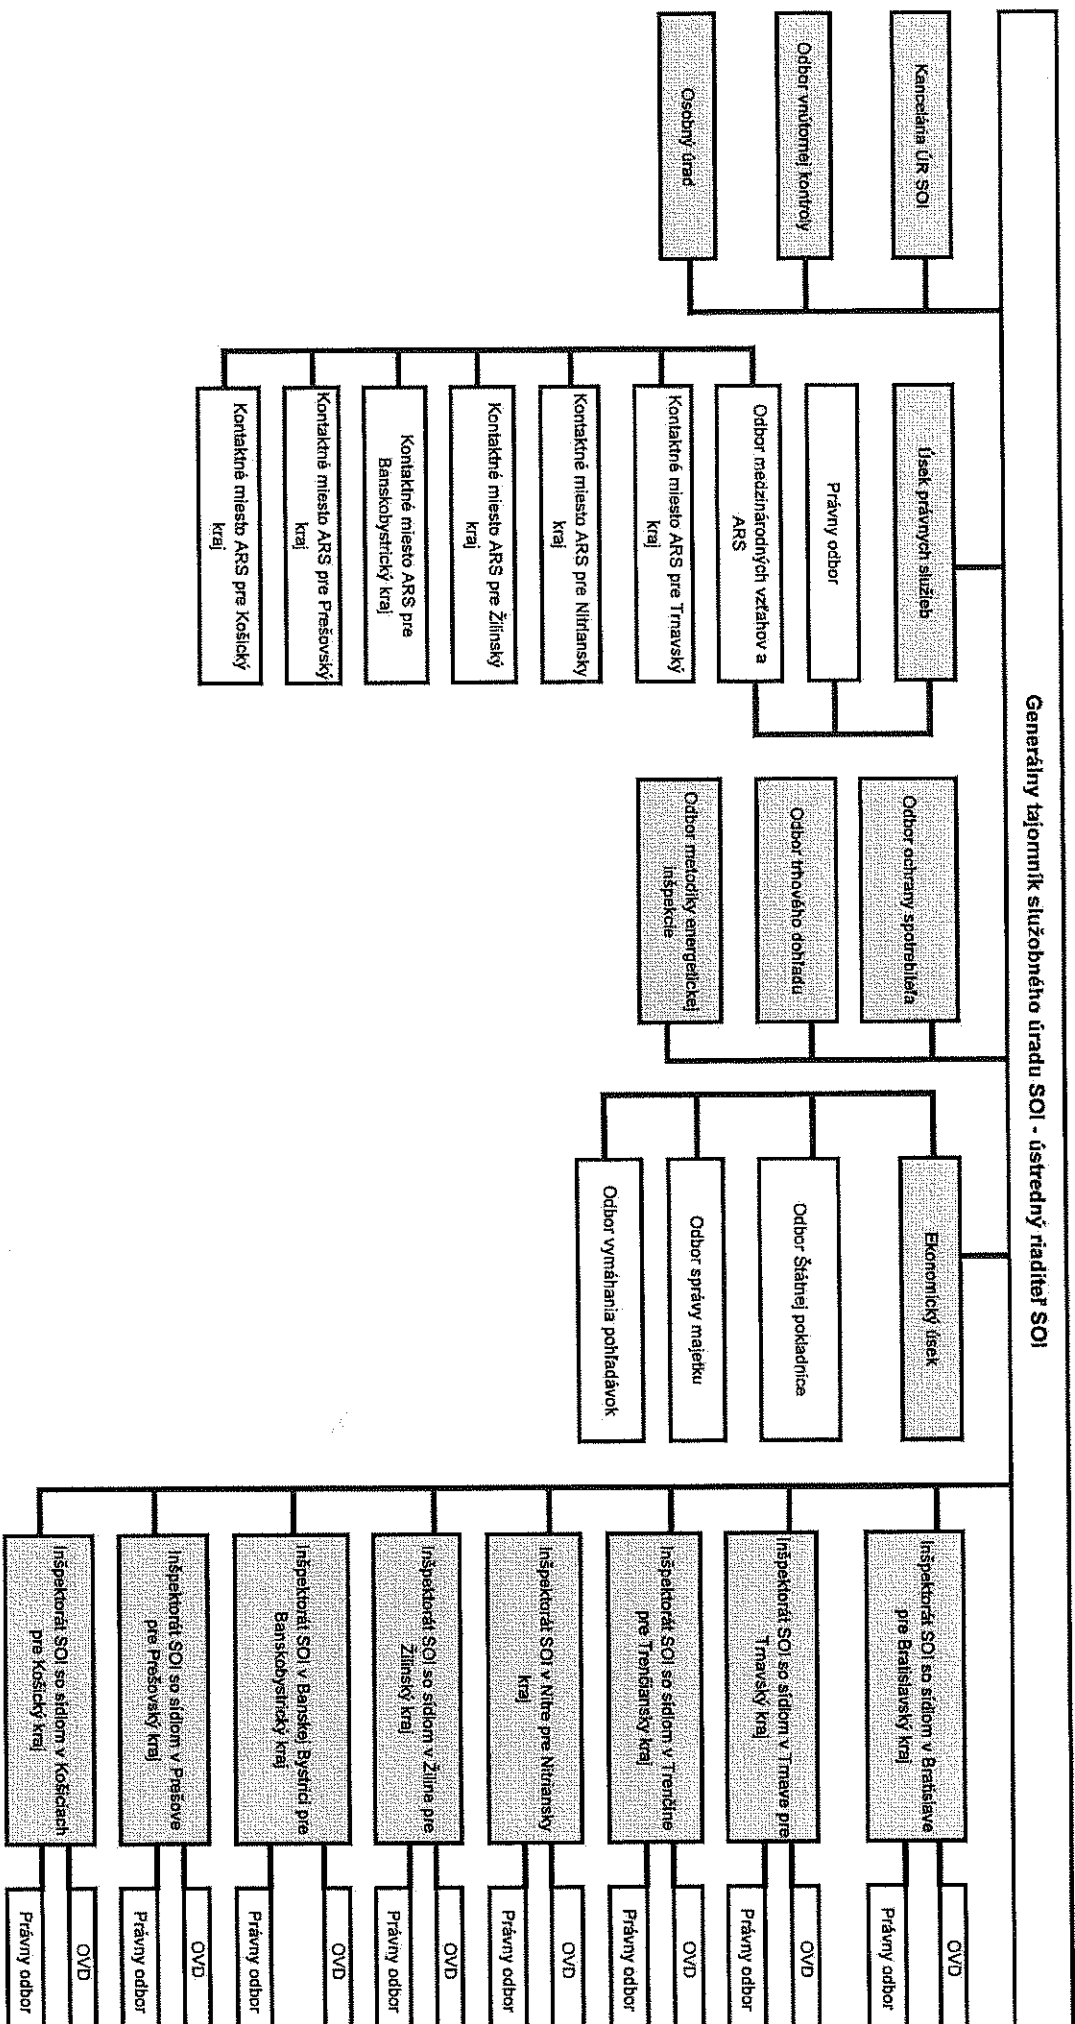 Generálny tajomník služobného úradu SOI - ústredný riaditeľ SOI
Kancelária ÚR SOI
Odbor vnútornej kontroly
Osobný úrad
Úsek právnych služieb
Právny odbor
Odbor medzinárodných vzťahov a
ARS
Kontaktné miesto ARS pre Trnavský
kraj
Kontaktné miesto ARS pre Nitriansky
kraj
Kontaktné miesto ARS pre Žilinský
kraj
Kontaktné miesto ARS pre
Banskobystrický kraj
Kontaktné miesto ARS pre Prešovský
kraj
Kontaktné miesto ARS pre Košický
kraj
Odbor ochrany spotrebiteľa
Odbor trhového dohľadu
Odbor metodiky energetickej
inšpekcie
Ekonomický úsek
Odbor Štátnej pokladnice
Odbor správy majetku
Odbor vymáhania pohľadávok
Inšpektorát SOI so sídlom v Bratislave
pre Bratislavský kraj
OVD
Právny odbor
Inšpektorát SOI so sídlom v Trnave pre
Trnavský kraj
OVD
Právny odbor
Inšpektorát SOI so sídlom v Trenčíne
pre Trenčiansky kraj
OVD
Právny odbor
Inšpektorát SOI v Nitre pre Nitriansky
kraj
OVD
Právny odbor
Inšpektorát SOI so sídlom v Žilina pre
Žilinský kraj
OVD
Práviny odbor
Inšpektorát SOI v Banskej Bystrici pre
Banskobystrický kraj
OVD
Právny odbor
Inšpektorát SOI so sídlom v Prešove
pre Prešovský kraj
OVD
Právny odbor
Inšpektorát SOI so sídlom v Košiciach
pre Košický kraj
OVD
Právny odbor